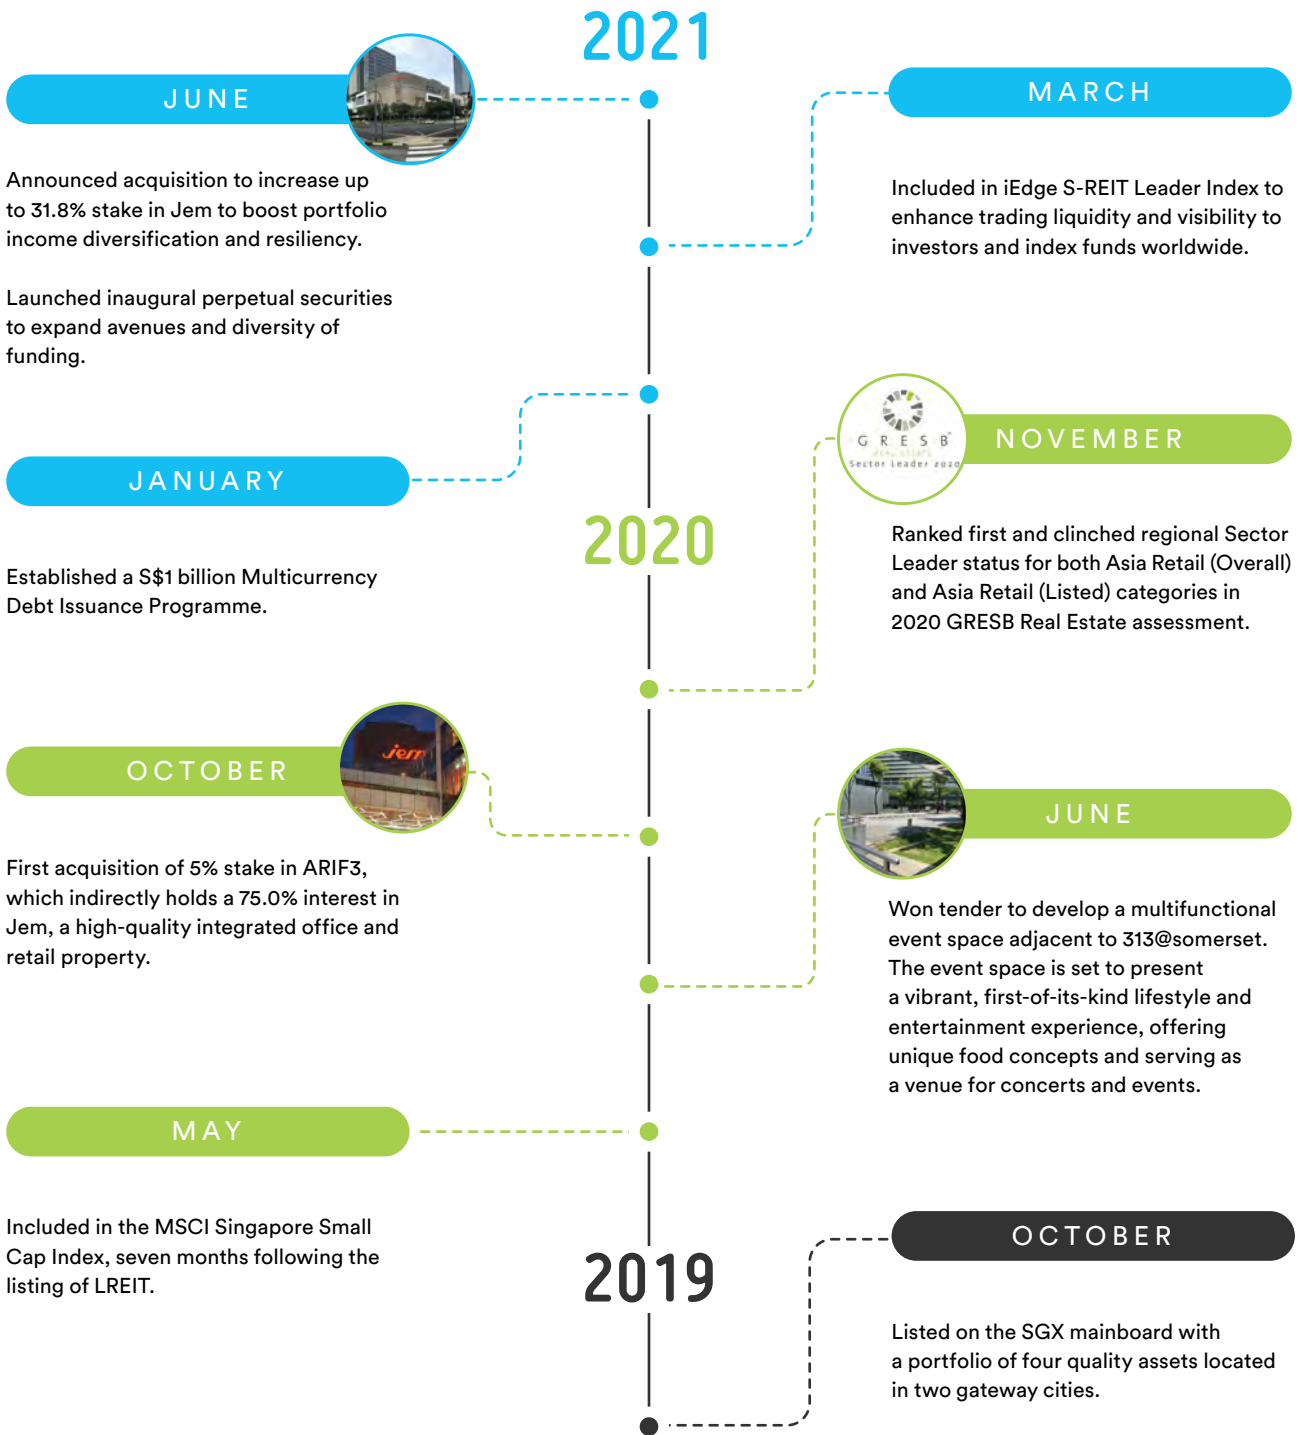 2021
JUNE
Announced acquisition to increase up
to 31.8% stake in Jem to boost portfolio
income diversification and resiliency.
Launched inaugural perpetual securities
to expand avenues and diversity of
funding.
MARCH
Included in iEdge S-REIT Leader Index to
enhance trading liquidity and visibility to
investors and index funds worldwide.
JANUARY
Established a S$1 billion Multicurrency
Debt Issuance Programme.
2020
GRESB
REAL ESTATE
Sector Leader 2020
NOVEMBER
Ranked first and clinched regional Sector
Leader status for both Asia Retail (Overall)
and Asia Retail (Listed) categories in
2020 GRESB Real Estate assessment.
OCTOBER
jem
First acquisition of 5% stake in ARIF3,
which indirectly holds a 75.0% interest in
Jem, a high-quality integrated office and
retail property.
JUNE
Won tender to develop a multifunctional
event space adjacent to 313@somerset.
The event space is set to present
a vibrant, first-of-its-kind lifestyle and
entertainment experience, offering
unique food concepts and serving as
a venue for concerts and events.
MAY
Included in the MSCI Singapore Small
Cap Index, seven months following the
listing of LREIT.
2019
OCTOBER
Listed on the SGX mainboard with
a portfolio of four quality assets located
in two gateway cities.